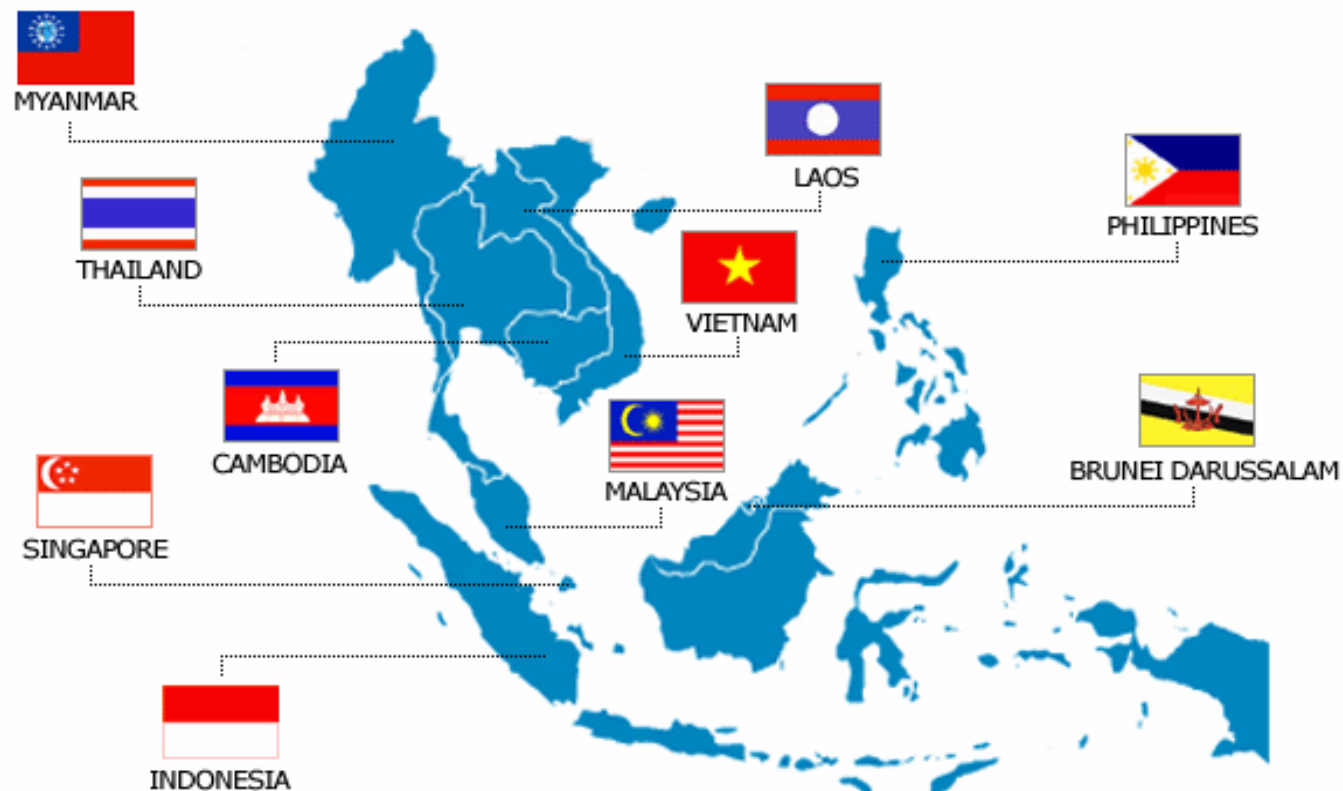 MYANMAR
LAOS
PHILIPPINES
THAILAND
VIETNAM
CAMBODIA
MALAYSIA
BRUNEI DARUSSALAM
SINGAPORE
INDONESIA